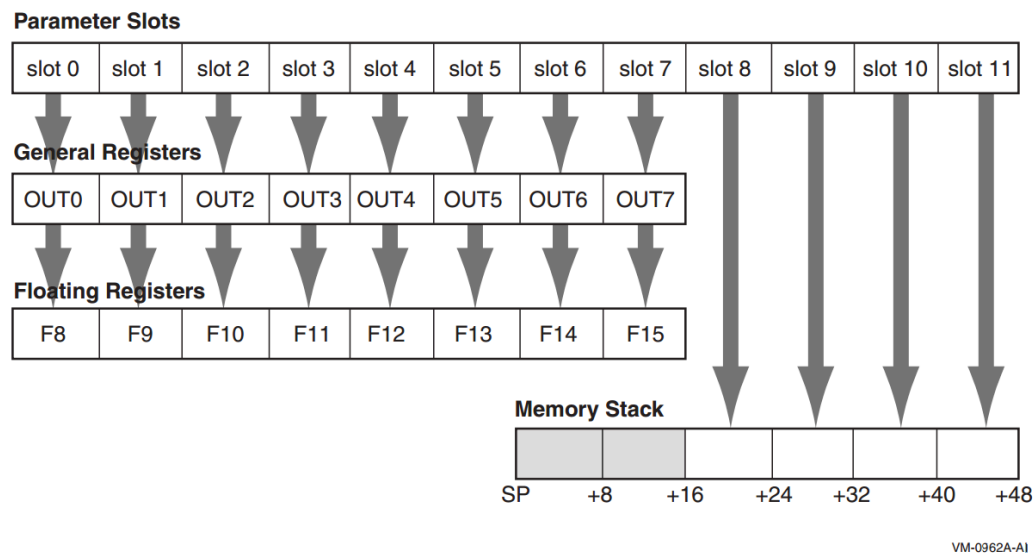 Parameter Slots
slot 0 slot 1 slot 2 slot 3 slot 4 slot 5 slot 6 slot 7 slot 8 slot 9 slot 10 slot 11
General Registers
OUT0 OUT1 OUT2 OUT3 OUT4 OUT5 OUT6 OUT7
Floating Registers
F8 F9 F10 F11 F12 F13 F14 F15
Memory Stack
SP +8 +16 +24 +32 +40 +48
VM-0962A-AI